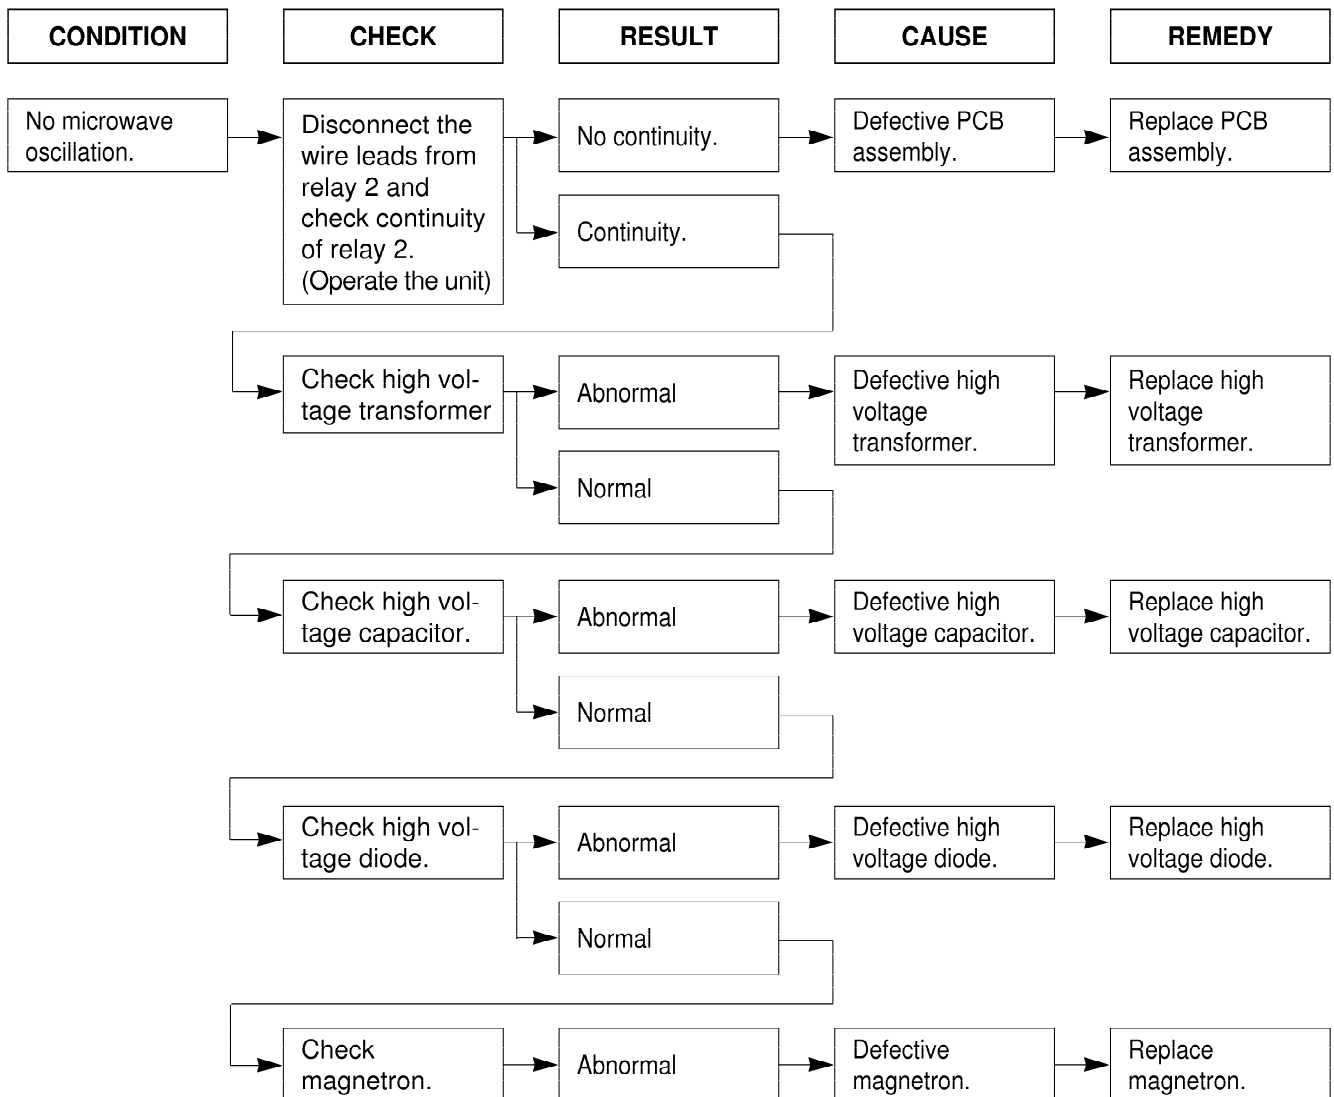 CONDITION
CHECK
RESULT
CAUSE
REMEDY
No microwave
oscillation.
Disconnect the
wire leads from
relay 2 and
check continuity
of relay 2.
(Operate the unit)
No continuity.
Defective PCB
assembly.
Replace PCB
assembly.
Continuity.
Check high vol-
tage transformer
Abnormal
Defective high
voltage
transformer.
Replace high
voltage
transformer.
Normal
Check high vol-
tage capacitor.
Abnormal
Defective high
voltage capacitor.
Replace high
voltage capacitor.
Normal
Check high vol-
tage diode.
Abnormal
Defective high
voltage diode.
Replace high
voltage diode.
Normal
Check
magnetron.
Abnormal
Defective
magnetron.
Replace
magnetron.